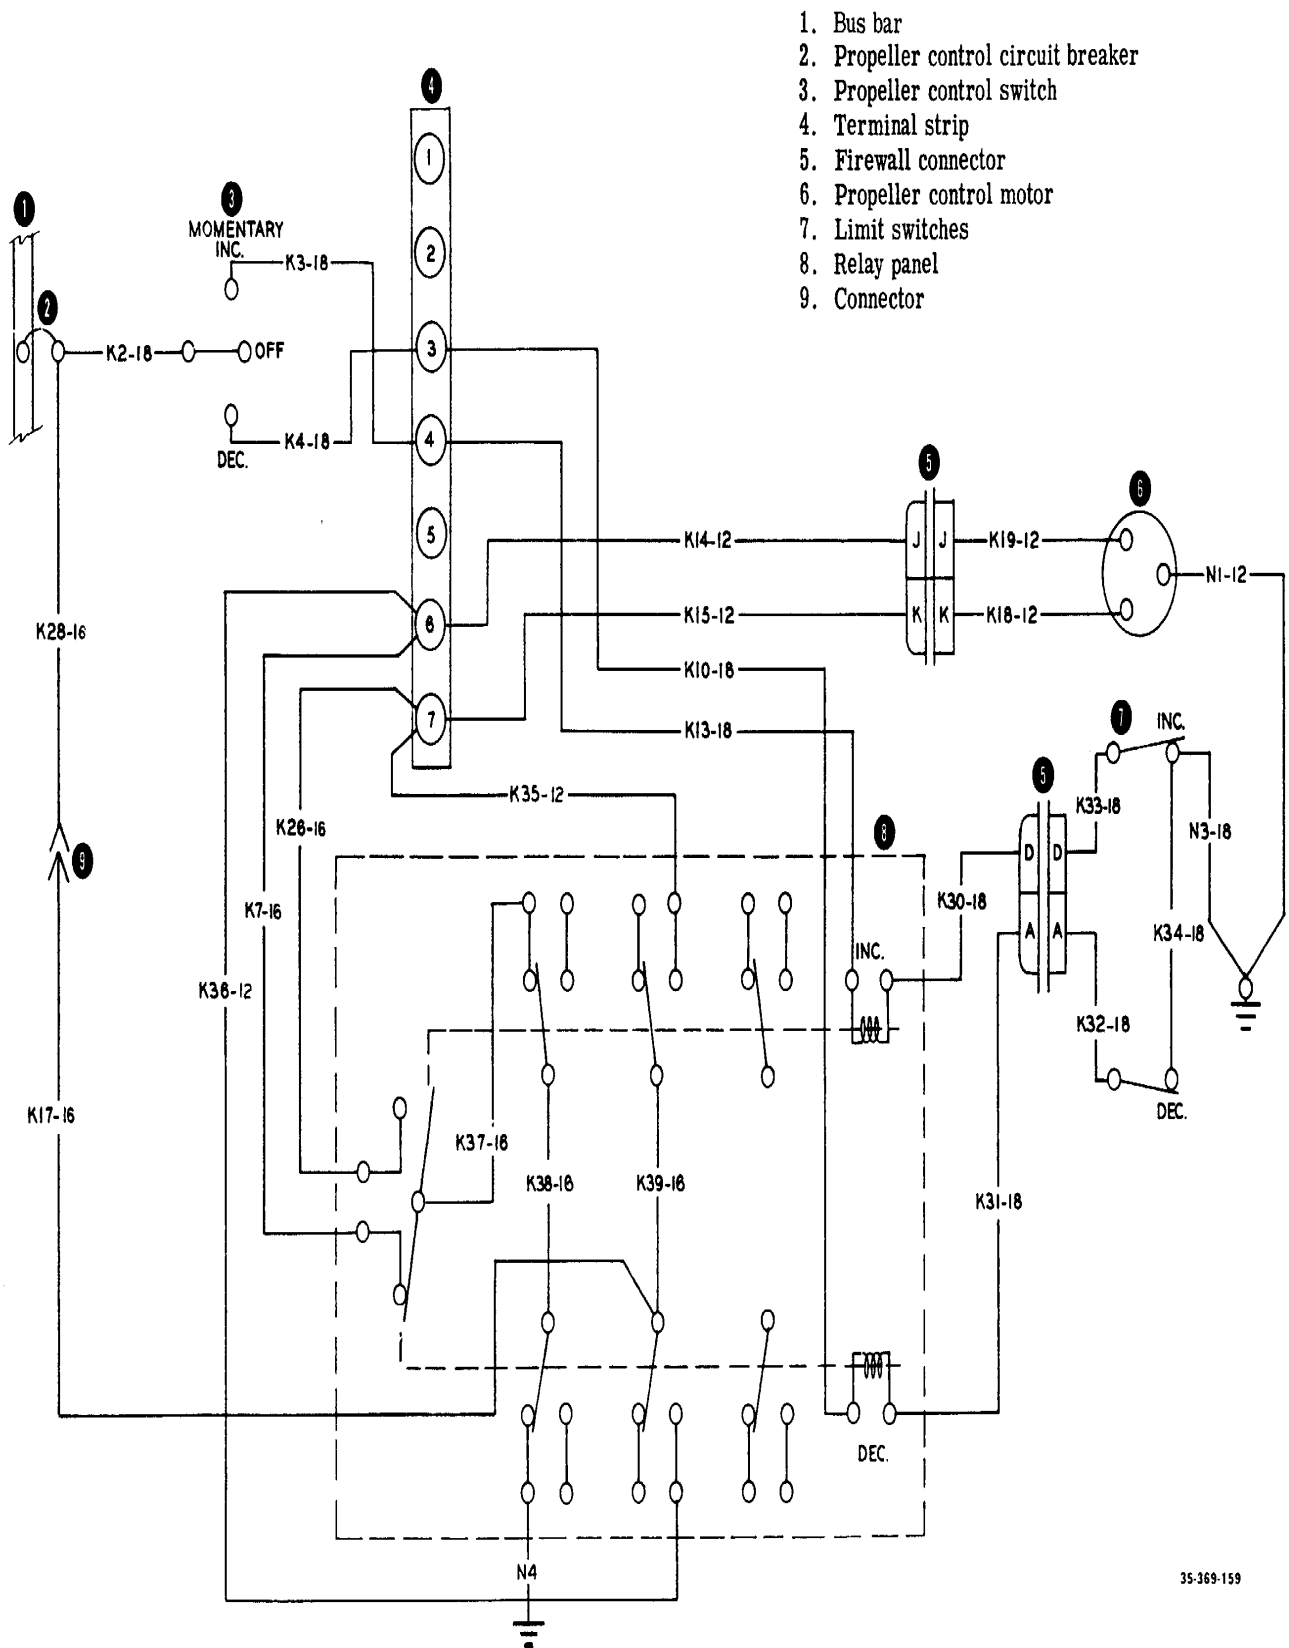 1. Bus bar
2. Propeller control circuit breaker
3. Propeller control switch
4. Terminal strip
5. Firewall connector
6. Propeller control motor
7. Limit switches
8. Relay panel
9. Connector
4
1
1
3
MOMENTARY
INC.
2
K3-18
2
K2-18
OFF
3
K4-18
4
DEC.
5
6
5
K14-12
J J
K19-12
N1-12
K28-16
6
K15-12
K K
K18-12
K10-18
7
7
INC.
K13-18
5
K35-12
K33-18
K26-16
8
N3-18
9
D D
K7-16
K30-18
A A
K34-18
INC.
K36-12
K32-18
K17-16
DEC.
K37-16
K38-16
K39-16
K31-18
DEC.
N4
35-369-159